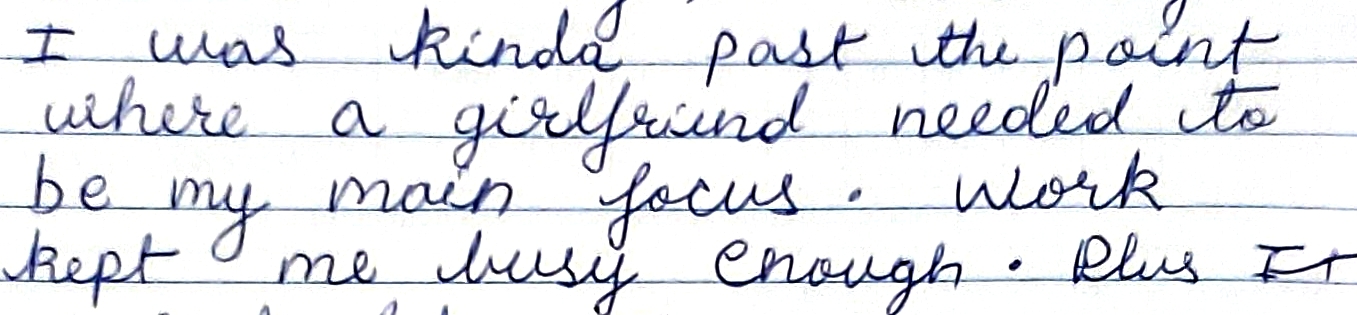 I was kinda past the point
where a girlfriend needed to
be my main focus. Work
kept me busy enough. Plus It